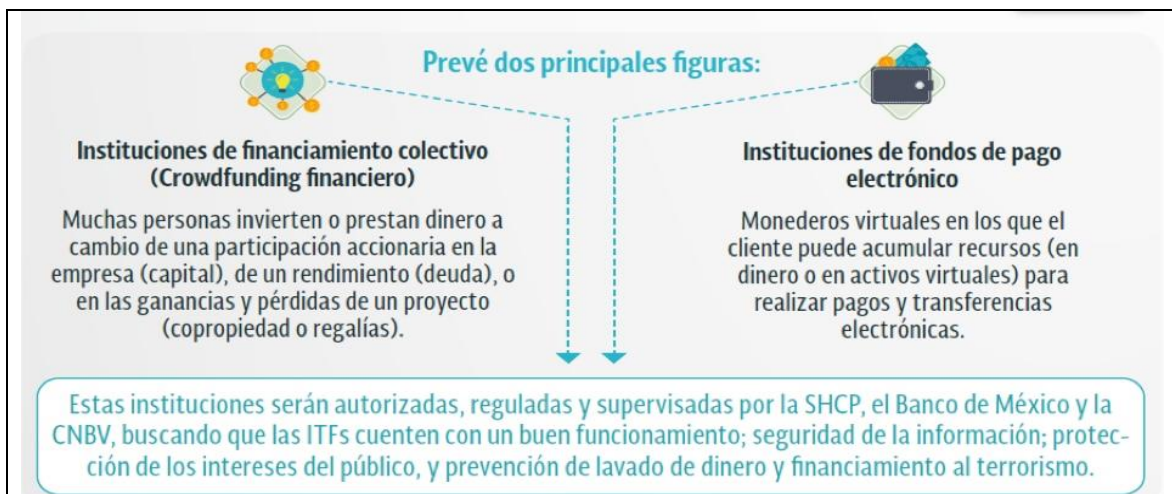 Prevé dos principales figuras:
Instituciones de financiamiento colectivo
(Crowdfunding financiero)
Muchas personas invierten o prestan dinero a
cambio de una participación accionaria en la
empresa (capital), de un rendimiento (deuda), o
en las ganancias y pérdidas de un proyecto
(copropiedad o regalías).
Instituciones de fondos de pago
electrónico
Monederos virtuales en los que el
cliente puede acumular recursos (en
dinero o en activos virtuales) para
realizar pagos y transferencias
electrónicas.
Estas instituciones serán autorizadas, reguladas y supervisadas por la SHCP, el Banco de México y la
CNBV, buscando que las ITFs cuenten con un buen funcionamiento; seguridad de la información; protec-
ción de los intereses del público, y prevención de lavado de dinero y financiamiento al terrorismo.